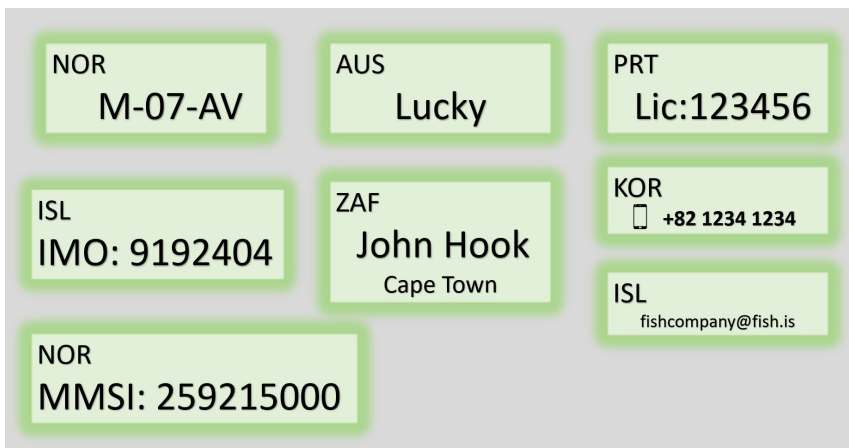 NOR
M-07-AV
AUS
Lucky
PRT
Lic:123456
ISL
IMO: 9192404
ZAF
John Hook
Cape Town
KOR
+82 1234 1234
ISL
fishcompany@fish.is
NOR
MMSI: 259215000